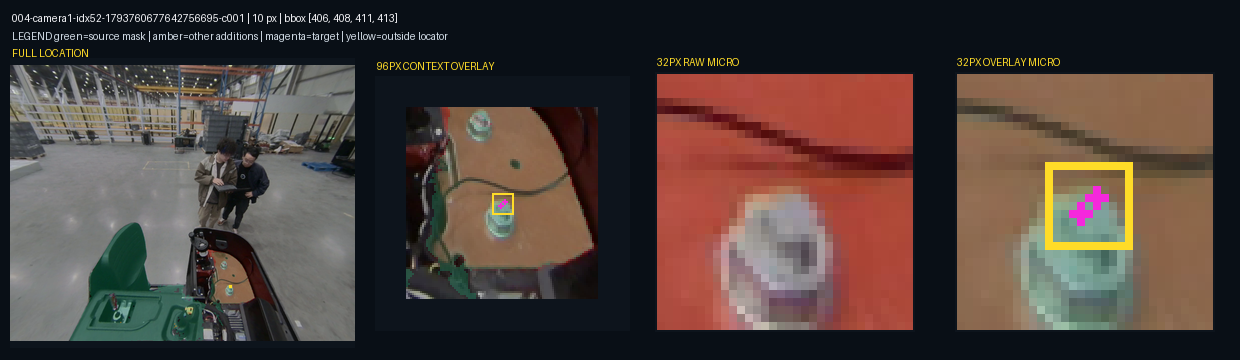 004-camera1-idx52-1793760677642756695-c001 | 10 px | bbox [406, 408, 411, 413]
LEGEND green=source mask | amber=other additions | magenta=target | yellow=outside locator
FULL LOCATION
96PX CONTEXT OVERLAY
32PX RAW MICRO
32PX OVERLAY MICRO